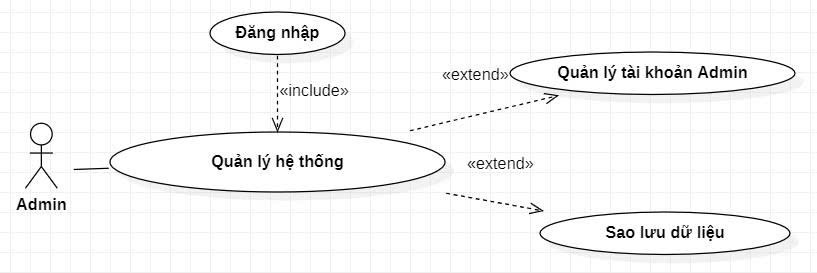 Đăng nhập
«include»
«extend»
Quản lý tài khoản Admin
Quản lý hệ thống
«extend»
Admin
Sao lưu dữ liệu